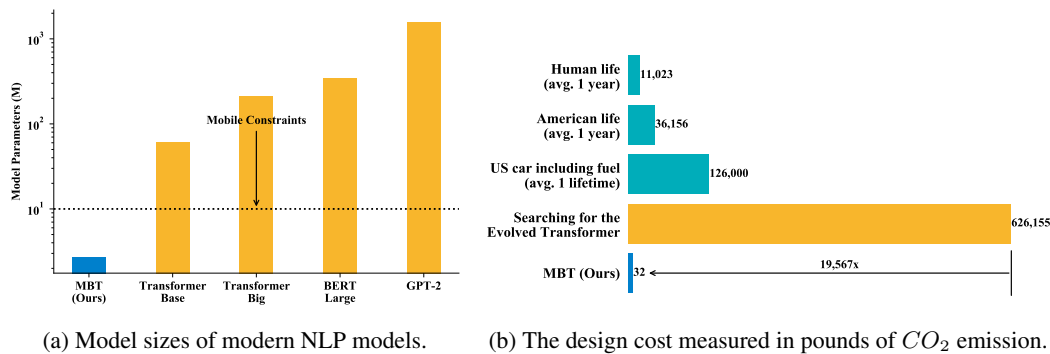 Model Parameters (M)
10³
10²
10¹
Mobile Constraints
MBT
(Ours)
Transformer
Base
Transformer
Big
BERT
Large
GPT-2
(a) Model sizes of modern NLP models.
Human life
(avg. 1 year)
11,023
American life
(avg. 1 year)
36,156
US car including fuel
(avg. 1 lifetime)
126,000
Searching for the
Evolved Transformer
626,155
MBT (Ours)
32
19,567x
(b) The design cost measured in pounds of CO₂ emission.